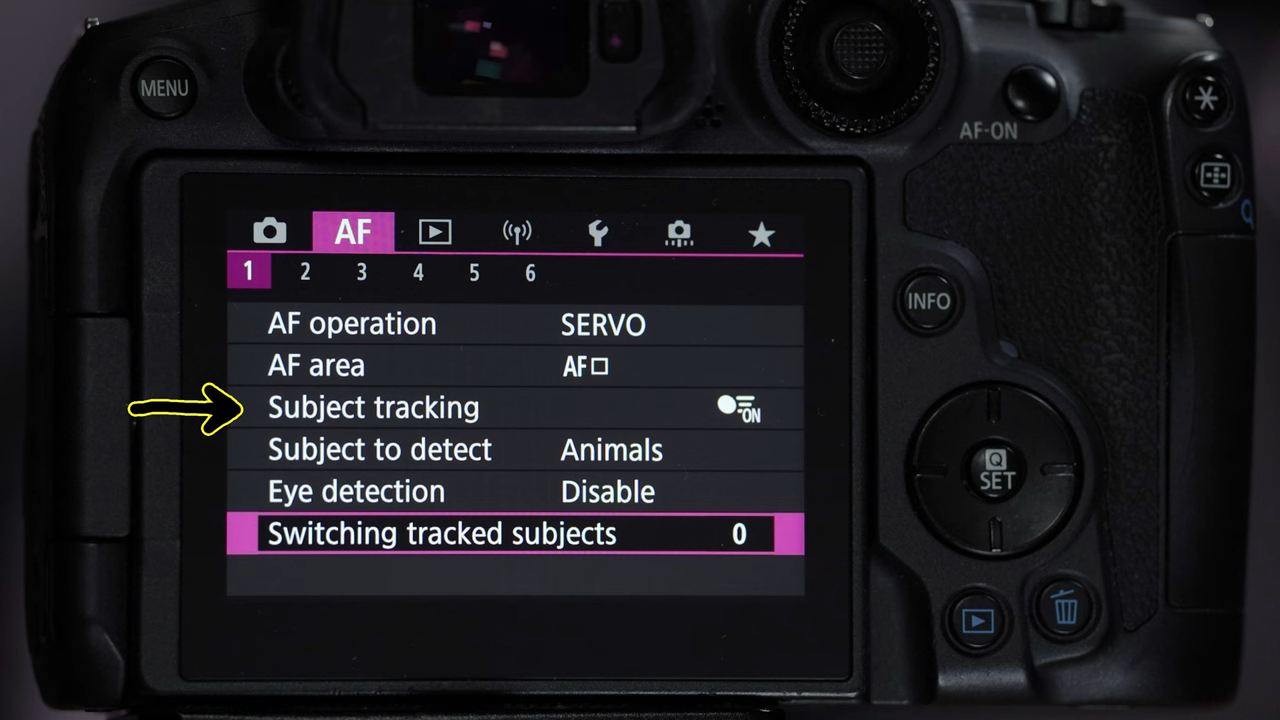 MENU
AF-ON
AF
1 2 3 4 5 6
AF operation SERVO
AF area AF
Subject tracking ON
Subject to detect Animals
Eye detection Disable
Switching tracked subjects 0
INFO
Q
SET